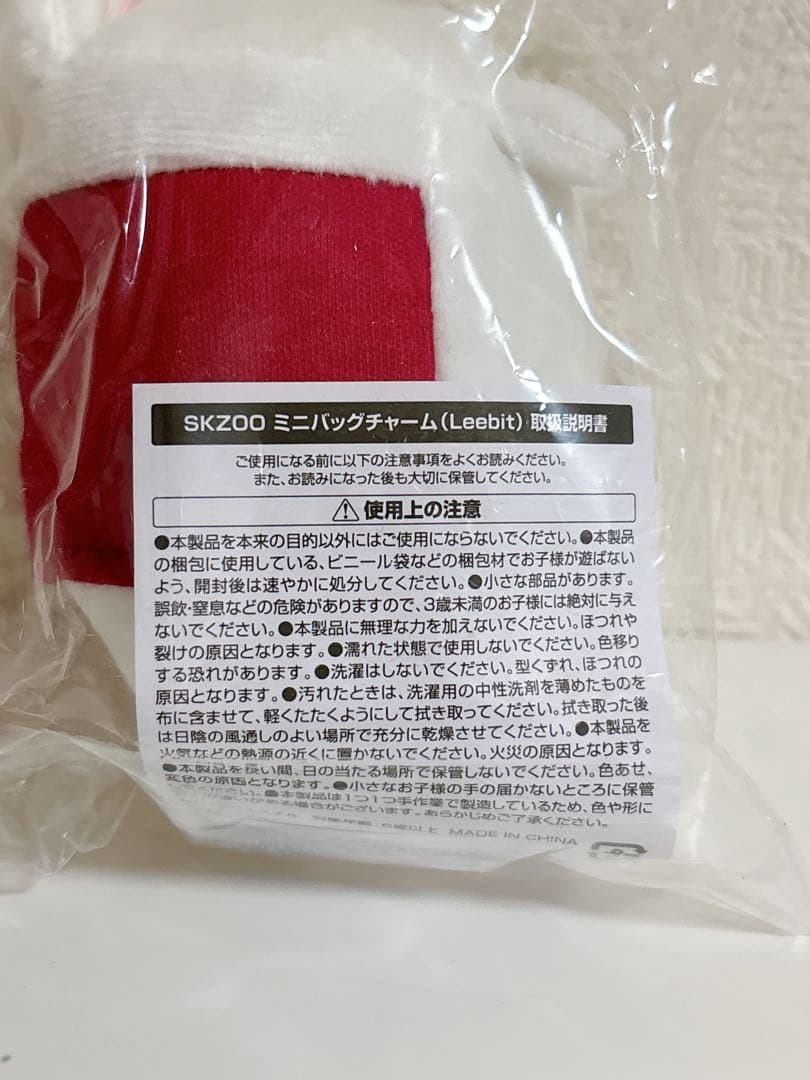 SKZOO ミニバッグチャーム(Leebit) 取扱説明書
ご使用になる前に以下の注意事項をよくお読みください。
また、お読みになった後も大切に保管してください。
使用上の注意
●本製品を本来の目的以外にはご使用にならないでください。●本製品
の梱包に使用している、ビニール袋などの梱包材でお子様が遊ばない
よう、開封後は速やかに処分してください。●小さな部品があります。
誤飲・窒息などの危険がありますので、3歳未満のお子様には絶対に与え
ないでください。●本製品に無理な力を加えないでください。ほつれや
裂けの原因となります。●濡れた状態で使用しないでください。色移り
する恐れがあります。●洗濯はしないでください。型くずれ、ほつれの
原因となります。●汚れたときは、洗濯用の中性洗剤を薄めたものを
布に含ませて、軽くたたくようにして拭き取ってください。拭き取った後
は日陰の風通しのよい場所で充分に乾燥させてください。●本製品を
火気などの熱源の近くに置かないでください。火災の原因となります。
●本製品を長い間、日の当たる場所で保管しないでください。色あせ、
変色の原因となります。●小さなお子様の手の届かないところに保管
ください。●本製品は1つ1つ手作業で製造しているため、色や形に
違いがある場合がございます。あらかじめご了承ください。
対象年齢:6歳以上 MADE IN CHINA